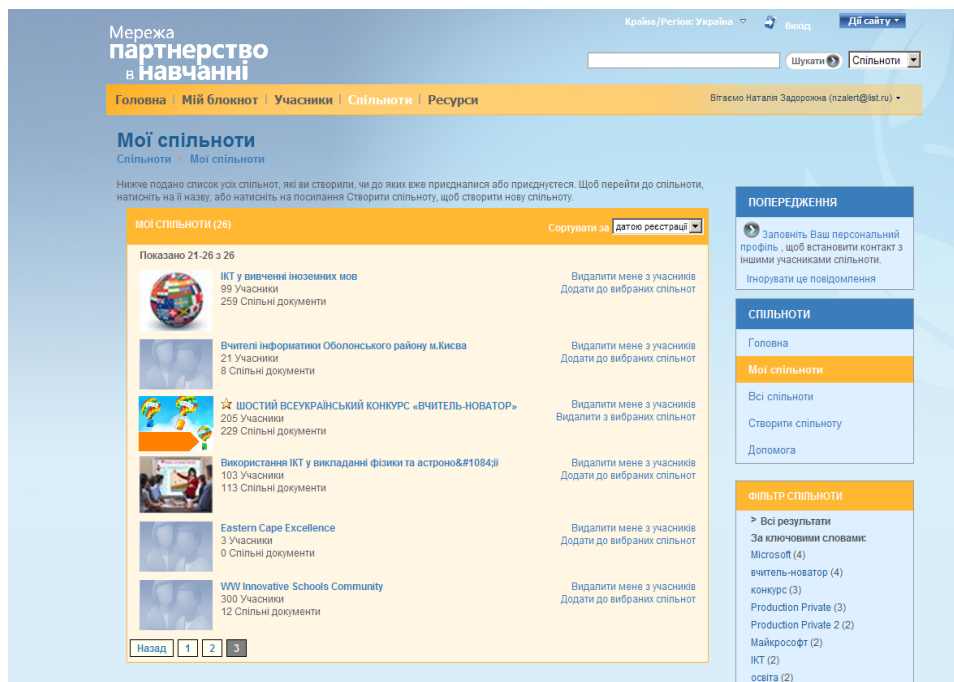 Країна/Регіон: Україна
Вихід
Дії сайту
Мережа
партнерство
в навчанні
Шукати
Спільноти
Головна | Мій блокнот | Учасники | Спільноти | Ресурси
Вітаємо Наталія Задорожна (nzalert@list.ru)
Мої спільноти
Спільноти Мої спільноти
Нижче подано список усіх спільнот, які ви створили, чи до яких вже приєдналися або приєднуєтеся. Щоб перейти до спільноти,
натисніть на її назву, або натисніть на посилання Створити спільноту, щоб створити нову спільноту.
МОЇ СПІЛЬНОТИ (26)
Сортувати за датою реєстрації
Показано 21-26 з 26
ІКТ у вивченні іноземних мов
99 Учасники
259 Спільні документи
Видалити мене з учасників
Додати до вибраних спільнот
Вчителі інформатики Оболонського району м.Києва
21 Учасники
8 Спільні документи
Видалити мене з учасників
Додати до вибраних спільнот
ШОСТИЙ ВСЕУКРАЇНСЬКИЙ КОНКУРС «ВЧИТЕЛЬ-НОВАТОР»
205 Учасники
229 Спільні документи
Видалити мене з учасників
Видалити з вибраних спільнот
Використання ІКТ у викладанні фізики та астроно&#1084;ії
103 Учасники
113 Спільні документи
Видалити мене з учасників
Додати до вибраних спільнот
Eastern Cape Excellence
3 Учасники
0 Спільні документи
Видалити мене з учасників
Додати до вибраних спільнот
WW Innovative Schools Community
300 Учасники
12 Спільні документи
Видалити мене з учасників
Додати до вибраних спільнот
Назад 1 2 3
ПОПЕРЕДЖЕННЯ
Заповніть Ваш персональний
профіль , щоб встановити контакт з
іншими учасниками спільноти.
Ігнорувати це повідомлення
СПІЛЬНОТИ
Головна
Мої спільноти
Всі спільноти
Створити спільноту
Допомога
ФІЛЬТР СПІЛЬНОТИ
> Всі результати
За ключовими словами:
Microsoft (4)
вчитель-новатор (4)
конкурс (3)
Production Private (3)
Production Private 2 (2)
Майкрософт (2)
ІКТ (2)
освіта (2)